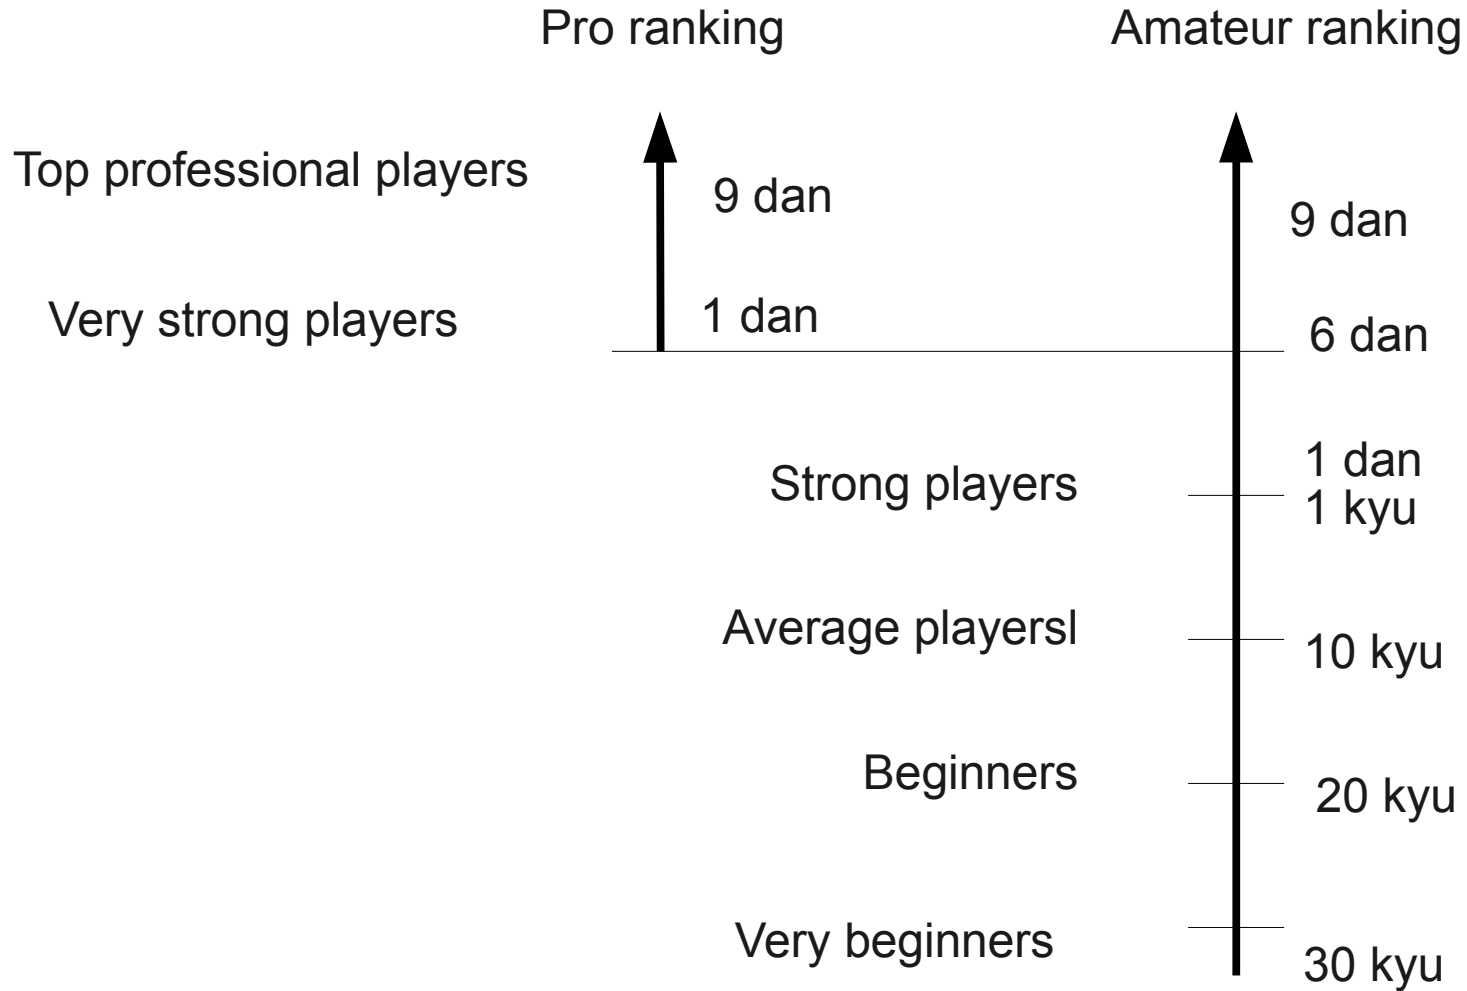 Pro ranking
Amateur ranking
Top professional players
9 dan
9 dan
Very strong players
1 dan
6 dan
Strong players
1 dan
1 kyu
Average playersl
10 kyu
Beginners
20 kyu
Very beginners
30 kyu